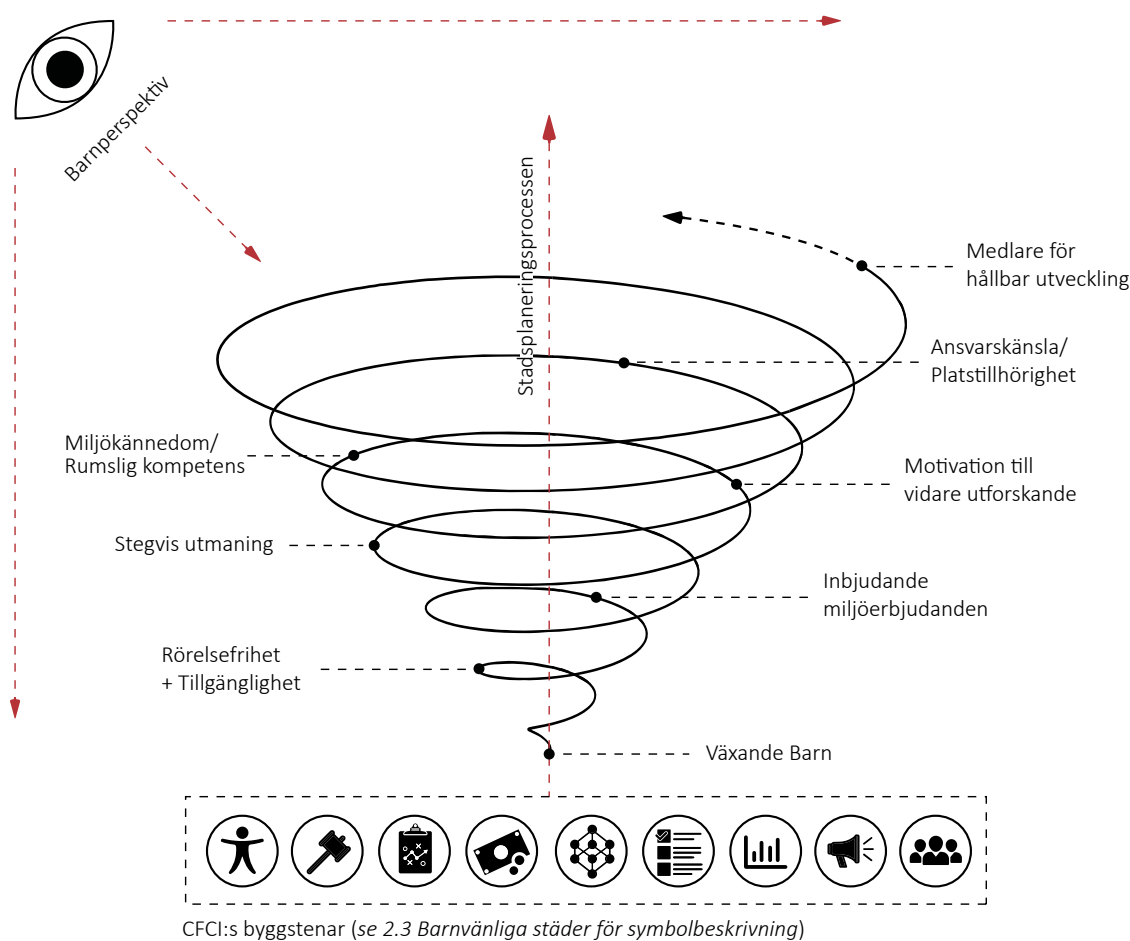 Barnperspektiv
Stadsplaneringsprocessen
Medlare för
hållbar utveckling
Ansvarskänsla/
Platstillhörighet
Miljökännedom/
Rumslig kompetens
Motivation till
vidare utforskande
Stegvis utmaning
Inbjudande
miljöerbjudanden
Rörelsefrihet
+ Tillgänglighet
Växande Barn
CFCI:s byggstenar (se 2.3 Barnvänliga städer för symbolbeskrivning)